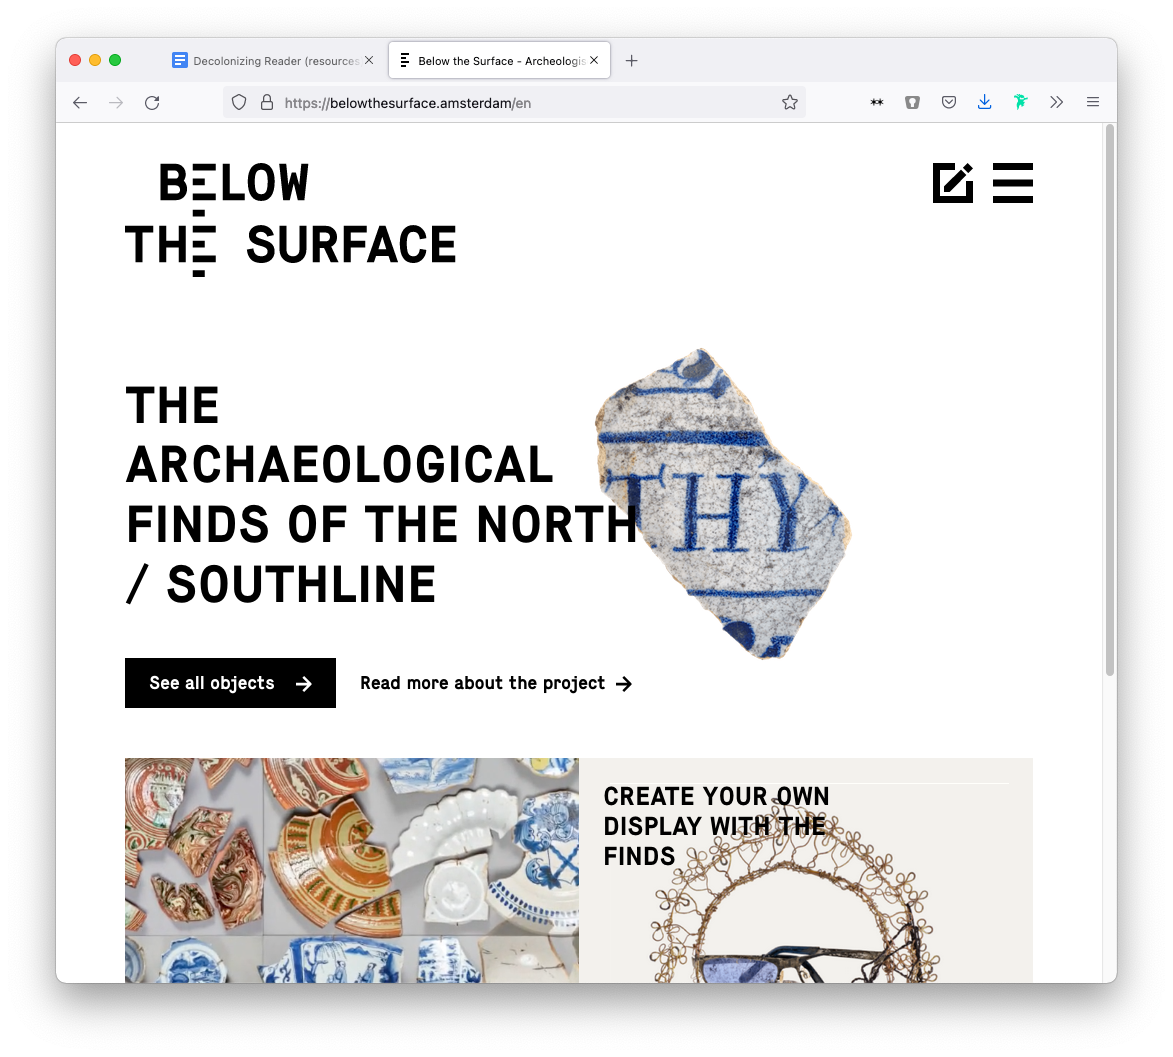 Decolonizing Reader (resources
Below the Surface - Archeologis
https://belowthesurface.amsterdam/en
BELOW
THE SURFACE
THE
ARCHAEOLOGICAL
FINDS OF THE NORTH
/ SOUTHLINE
THY
See all objects →
Read more about the project →
CREATE YOUR OWN
DISPLAY WITH THE
FINDS